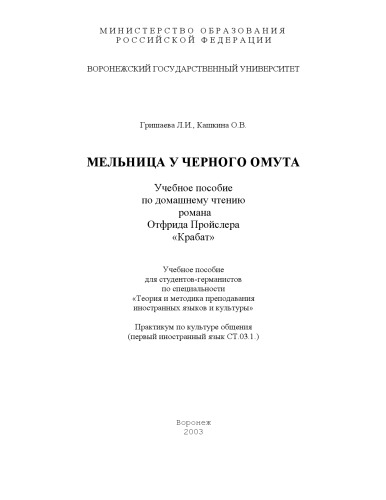 МИНИСТЕРСТВО ОБРАЗОВАНИЯ
РОССИЙСКОЙ ФЕДЕРАЦИИ
ВОРОНЕЖСКИЙ ГОСУДАРСТВЕННЫЙ УНИВЕРСИТЕТ
Гришаева Л.И., Кашкина О.В.
МЕЛЬНИЦА У ЧЕРНОГО ОМУТА
Учебное пособие
по домашнему чтению
романа
Отфрида Пройслера
«Крабат»
Учебное пособие
для студентов-германистов
по специальности
«Теория и методика преподавания
иностранных языков и культуры»
Практикум по культуре общения
(первый иностранный язык СТ.03.1.)
Воронеж
2003